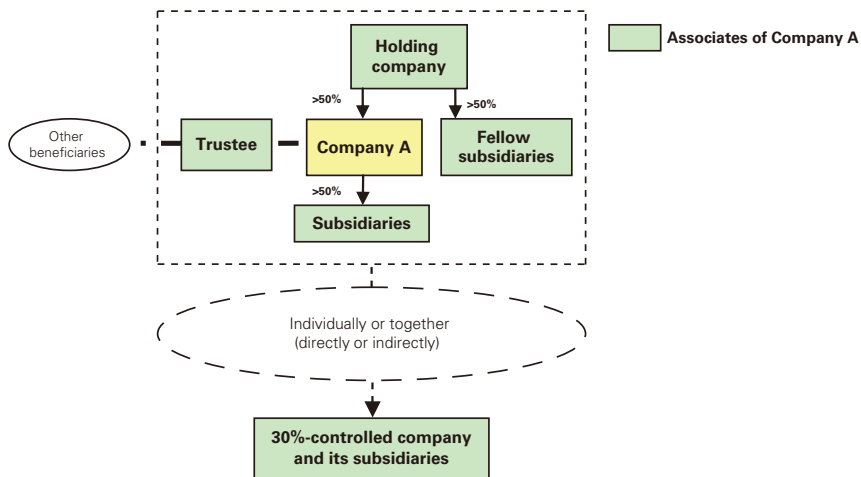 Holding
company
Associates of Company A
>50%
>50%
Other
beneficiaries
Trustee
Company A
Fellow
subsidiaries
>50%
Subsidiaries
Individually or together
(directly or indirectly)
30%-controlled company
and its subsidiaries